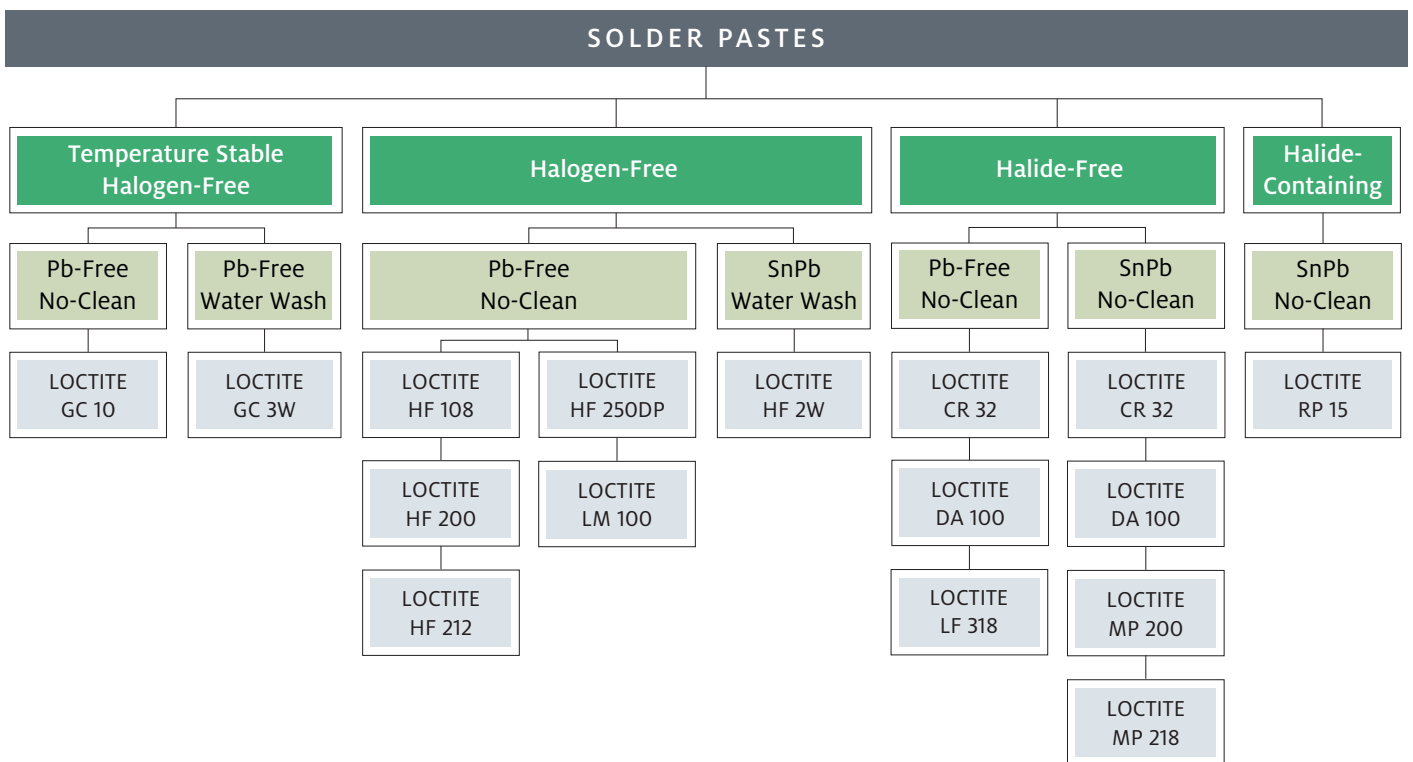 SOLDER PASTES
Temperature Stable
Halogen-Free
Halogen-Free
Halide-Free
Halide-
Containing
Pb-Free
No-Clean
Pb-Free
Water Wash
Pb-Free
No-Clean
SnPb
Water Wash
Pb-Free
No-Clean
SnPb
No-Clean
SnPb
No-Clean
LOCTITE
GC 10
LOCTITE
GC 3W
LOCTITE
HF 108
LOCTITE
HF 250DP
LOCTITE
HF 2W
LOCTITE
CR 32
LOCTITE
CR 32
LOCTITE
RP 15
LOCTITE
HF 200
LOCTITE
LM 100
LOCTITE
DA 100
LOCTITE
DA 100
LOCTITE
HF 212
LOCTITE
LF 318
LOCTITE
MP 200
LOCTITE
MP 218